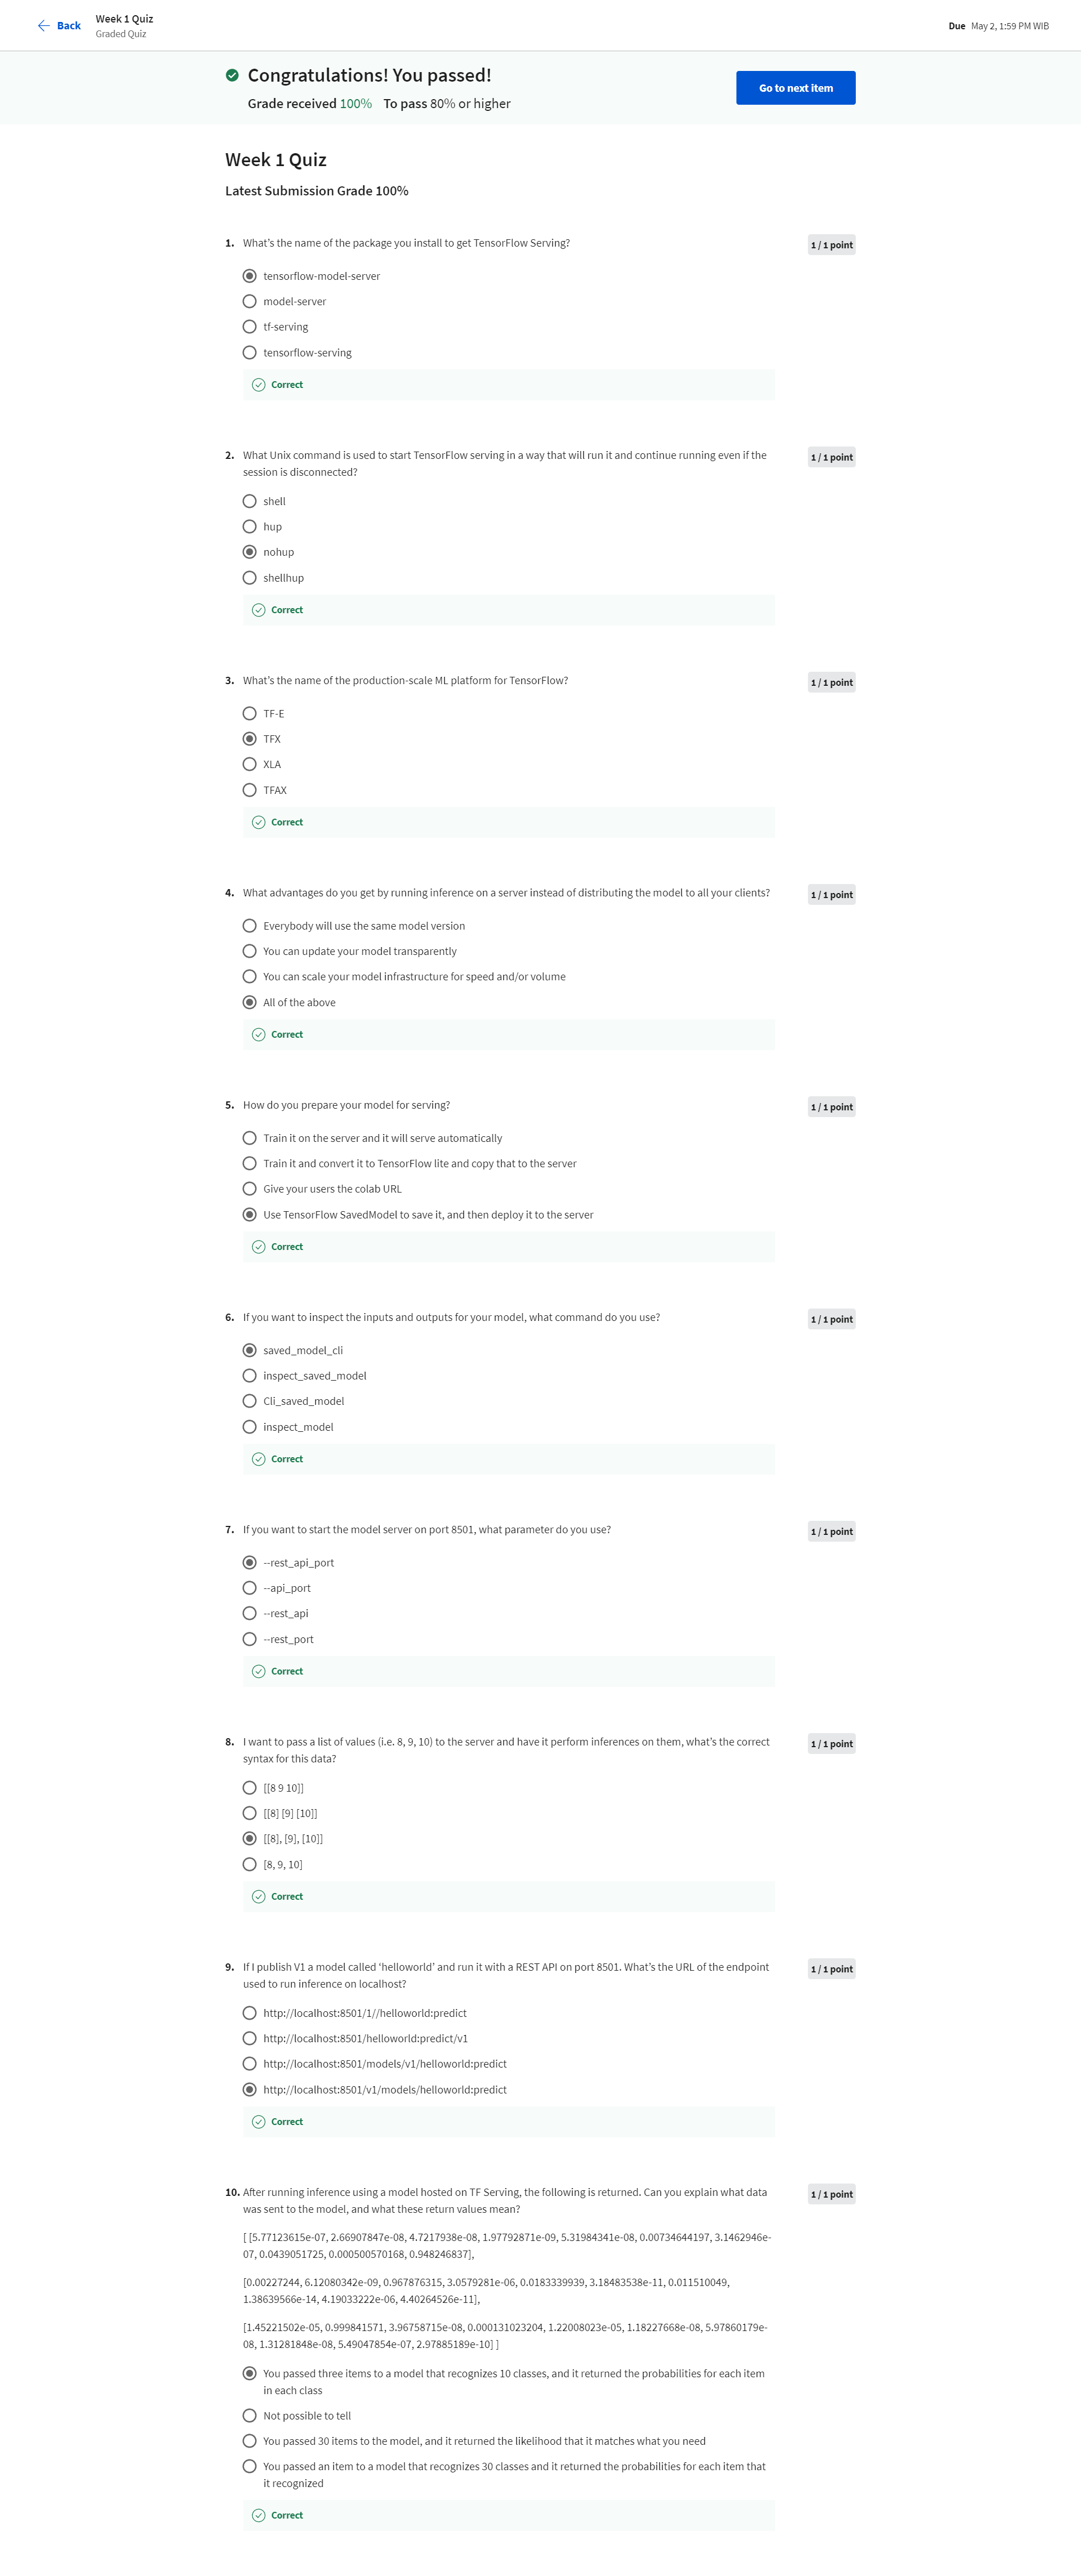 Back
Week 1 Quiz
Graded Quiz
Due May 2, 1:59 PM WIB
Congratulations! You passed!
Grade received 100% To pass 80% or higher
Go to next item
Week 1 Quiz
Latest Submission Grade 100%
1. What's the name of the package you install to get TensorFlow Serving?
1 / 1 point
tensorflow-model-server
model-server
tf-serving
tensorflow-serving
Correct
2. What Unix command is used to start TensorFlow serving in a way that will run it and continue running even if the
session is disconnected?
1 / 1 point
shell
hup
nohup
shellhup
Correct
3. What's the name of the production-scale ML platform for TensorFlow?
1 / 1 point
TF-E
TFX
XLA
TFAX
Correct
4. What advantages do you get by running inference on a server instead of distributing the model to all your clients?
1 / 1 point
Everybody will use the same model version
You can update your model transparently
You can scale your model infrastructure for speed and/or volume
All of the above
Correct
5. How do you prepare your model for serving?
1 / 1 point
Train it on the server and it will serve automatically
Train it and convert it to TensorFlow lite and copy that to the server
Give your users the colab URL
Use TensorFlow SavedModel to save it, and then deploy it to the server
Correct
6. If you want to inspect the inputs and outputs for your model, what command do you use?
1 / 1 point
saved_model_cli
inspect_saved_model
Cli_saved_model
inspect_model
Correct
7. If you want to start the model server on port 8501, what parameter do you use?
1 / 1 point
--rest_api_port
--api_port
--rest_api
--rest_port
Correct
8. I want to pass a list of values (i.e. 8, 9, 10) to the server and have it perform inferences on them, what's the correct
syntax for this data?
1 / 1 point
[[8 9 10]]
[[8] [9] [10]]
[[8], [9], [10]]
[8, 9, 10]
Correct
9. If I publish V1 a model called ‘helloworld’ and run it with a REST API on port 8501. What's the URL of the endpoint
used to run inference on localhost?
1 / 1 point
http://localhost:8501/1//helloworld:predict
http://localhost:8501/helloworld:predict/v1
http://localhost:8501/models/v1/helloworld:predict
http://localhost:8501/v1/models/helloworld:predict
Correct
10. After running inference using a model hosted on TF Serving, the following is returned. Can you explain what data
was sent to the model, and what these return values mean?
1 / 1 point
[ [5.77123615e-07, 2.66907847e-08, 4.7217938e-08, 1.97792871e-09, 5.31984341e-08, 0.00734644197, 3.1462946e-
07, 0.0439051725, 0.000500570168, 0.948246837],
[0.00227244, 6.12080342e-09, 0.967876315, 3.0579281e-06, 0.0183339939, 3.18483538e-11, 0.011510049,
1.38639566e-14, 4.19033222e-06, 4.40264526e-11],
[1.45221502e-05, 0.999841571, 3.96758715e-08, 0.000131023204, 1.22008023e-05, 1.18227668e-08, 5.97860179e-
08, 1.31281848e-08, 5.49047854e-07, 2.97885189e-10] ]
You passed three items to a model that recognizes 10 classes, and it returned the probabilities for each item
in each class
Not possible to tell
You passed 30 items to the model, and it returned the likelihood that it matches what you need
You passed an item to a model that recognizes 30 classes and it returned the probabilities for each item that
it recognized
Correct